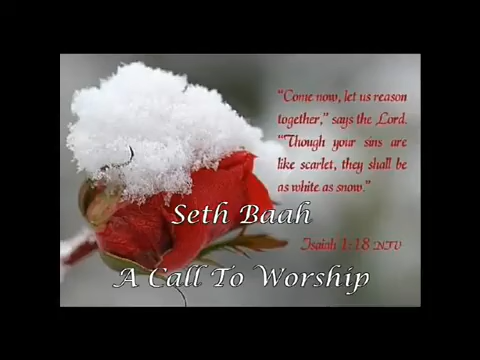 "Come now, let us reason
together," says the Lord.
"Though your sins are
like scarlet, they shall be
as white as snow."
Seth Baah
Isaiah 1:18 NIV
A Call To Worship